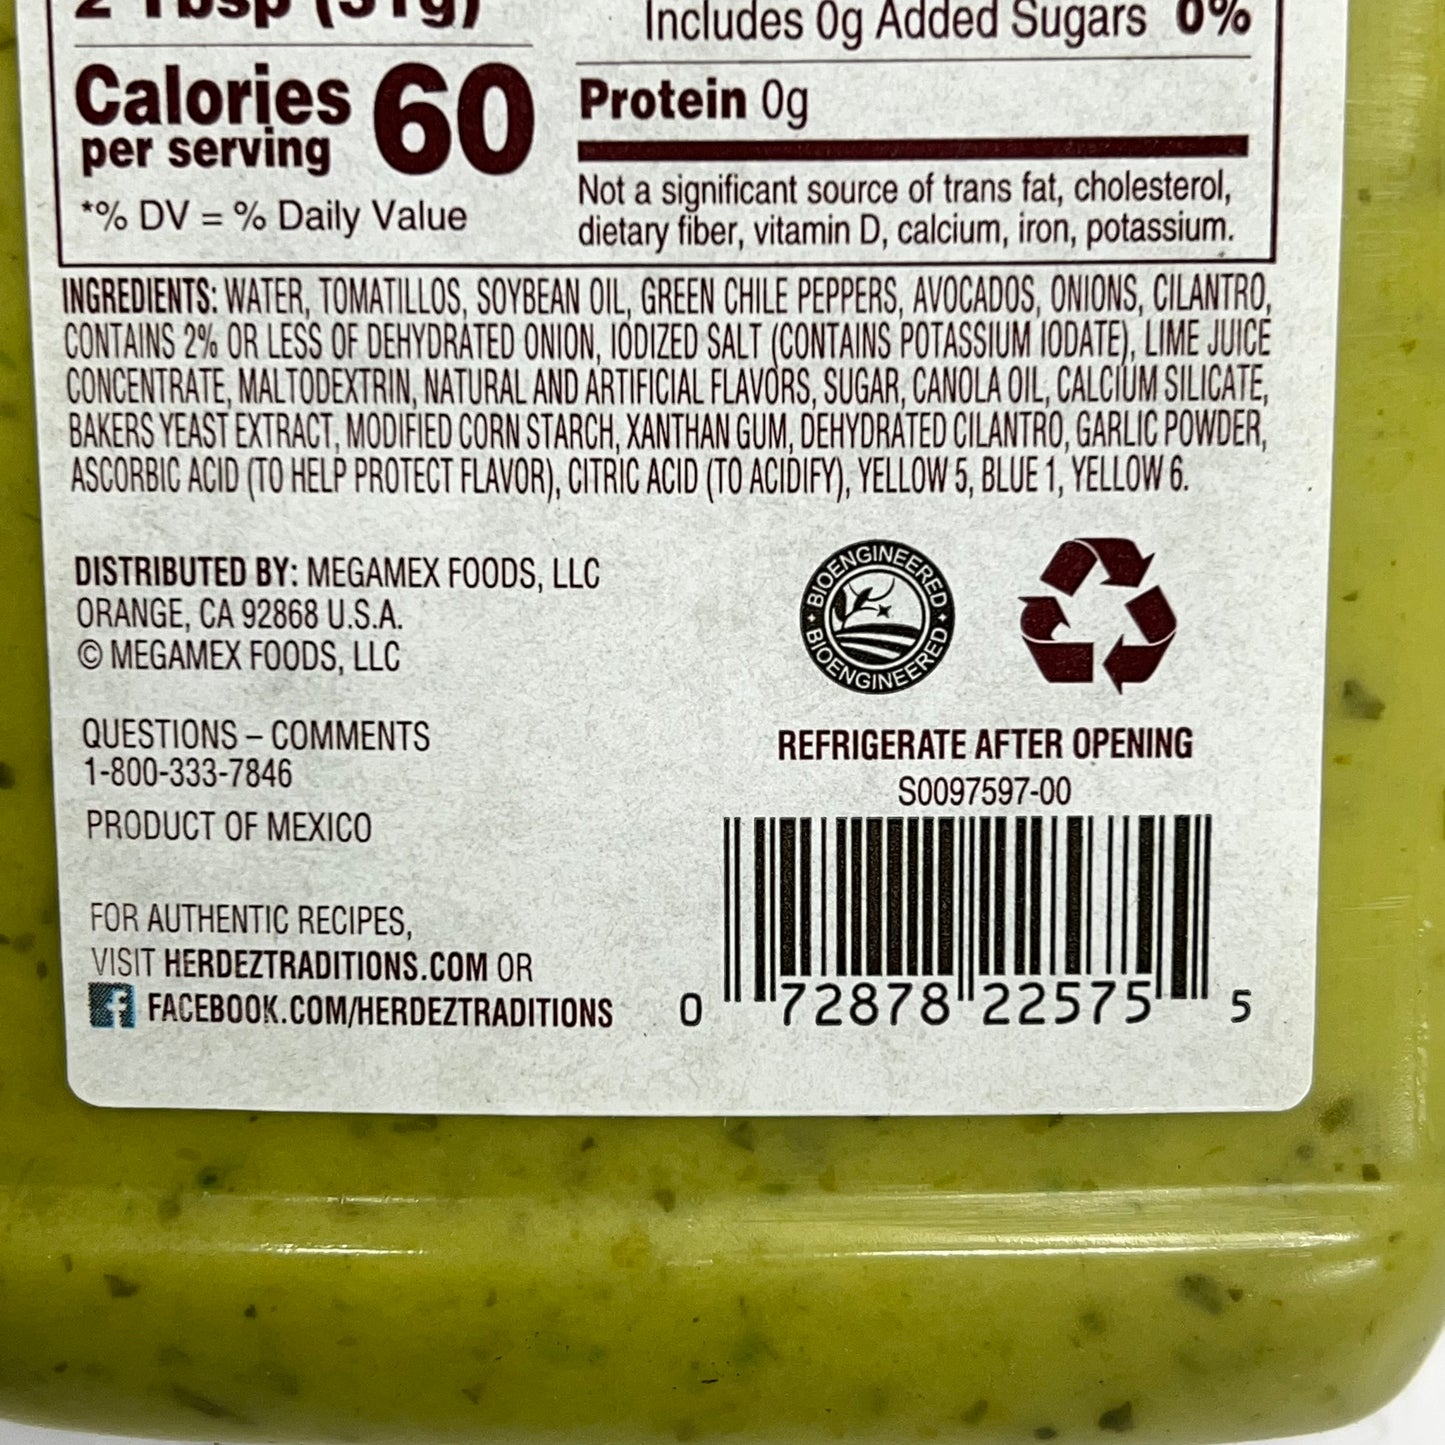 2 Tbsp (31g)
Includes 0g Added Sugars 0%
Calories
per serving
60
Protein 0g
*% DV = % Daily Value
Not a significant source of trans fat, cholesterol,
dietary fiber, vitamin D, calcium, iron, potassium.
INGREDIENTS: WATER, TOMATILLOS, SOYBEAN OIL, GREEN CHILE PEPPERS, AVOCADOS, ONIONS, CILANTRO,
CONTAINS 2% OR LESS OF DEHYDRATED ONION, IODIZED SALT (CONTAINS POTASSIUM IODATE), LIME JUICE
CONCENTRATE, MALTODEXTRIN, NATURAL AND ARTIFICIAL FLAVORS, SUGAR, CANOLA OIL, CALCIUM SILICATE,
BAKERS YEAST EXTRACT, MODIFIED CORN STARCH, XANTHAN GUM, DEHYDRATED CILANTRO, GARLIC POWDER,
ASCORBIC ACID (TO HELP PROTECT FLAVOR), CITRIC ACID (TO ACIDIFY), YELLOW 5, BLUE 1, YELLOW 6.
DISTRIBUTED BY: MEGAMEX FOODS, LLC
ORANGE, CA 92868 U.S.A.
© MEGAMEX FOODS, LLC
BIOENGINEERED
BIOENGINEERED
QUESTIONS – COMMENTS
1-800-333-7846
PRODUCT OF MEXICO
REFRIGERATE AFTER OPENING
S0097597-00
FOR AUTHENTIC RECIPES,
VISIT HERDEZTRADITIONS.COM OR
f FACEBOOK.COM/HERDEZTRADITIONS
0 72878 22575 5